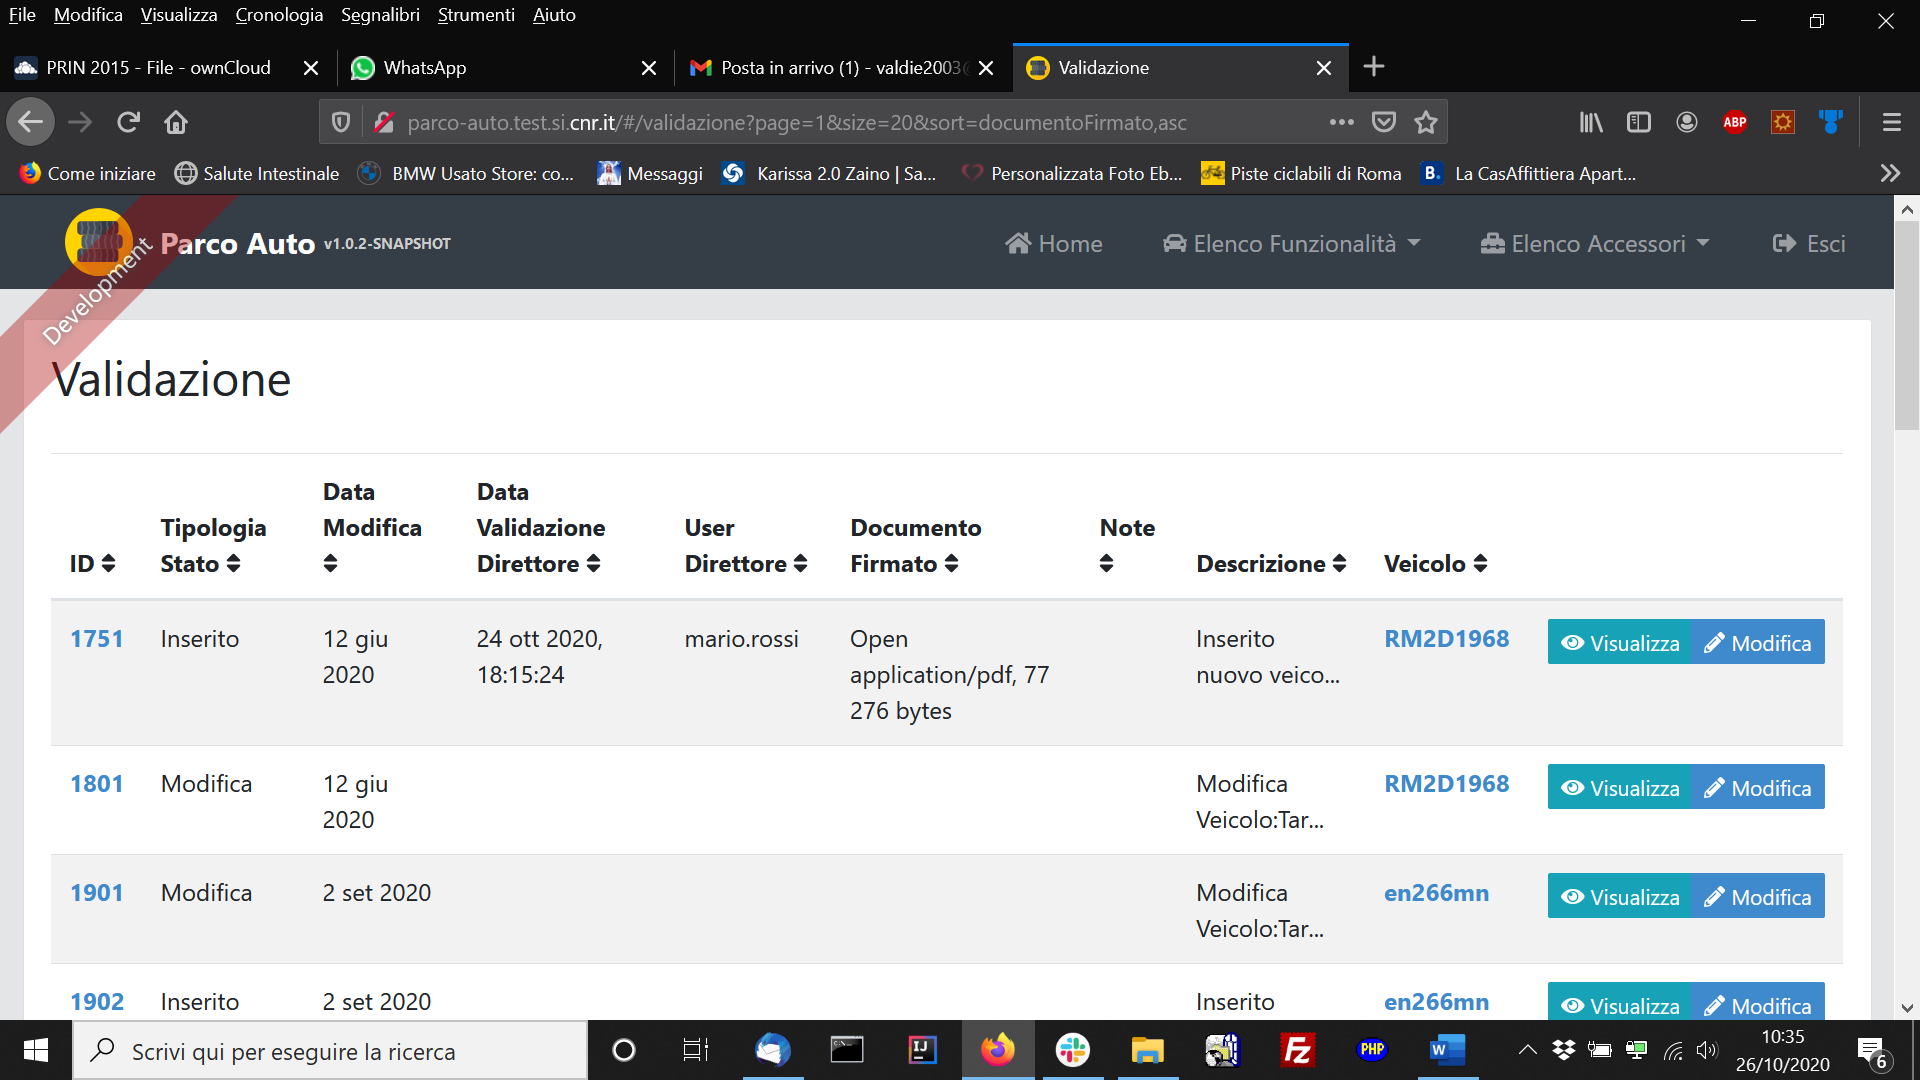 File Modifica Visualizza Cronologia Segnalibri Strumenti Aiuto
PRIN 2015 - File - ownCloud WhatsApp Posta in arrivo (1) - valdie2003@ Validazione
parco-auto.test.si.cnr.it/#/validazione?page=1&size=20&sort=documentoFirmato,asc
ABP
Come iniziare Salute Intestinale BMW Usato Store: co... Messaggi Karissa 2.0 Zaino | Sa... Personalizzata Foto Eb... Piste ciclabili di Roma B. La CasAffittiera Apart...
Parco Auto v1.0.2-SNAPSHOT Home Elenco Funzionalità Elenco Accessori Esci
Development
Validazione
ID Tipologia Stato Data Modifica Data Validazione Direttore User Direttore Documento Firmato Note Descrizione Veicolo
1751 Inserito 12 giu 24 ott 2020, mario.rossi Open Inserito RM2D1968 Visualizza Modifica
2020 18:15:24 application/pdf, 77 nuovo veico...
276 bytes
1801 Modifica 12 giu Modifica RM2D1968 Visualizza Modifica
2020 Veicolo:Tar...
1901 Modifica 2 set 2020 Modifica en266mn Visualizza Modifica
Veicolo:Tar...
1902 Inserito 2 set 2020 Inserito en266mn Visualizza Modifica
Scrivi qui per eseguire la ricerca
IJ
FZ
PHP
W
10:35
26/10/2020
6